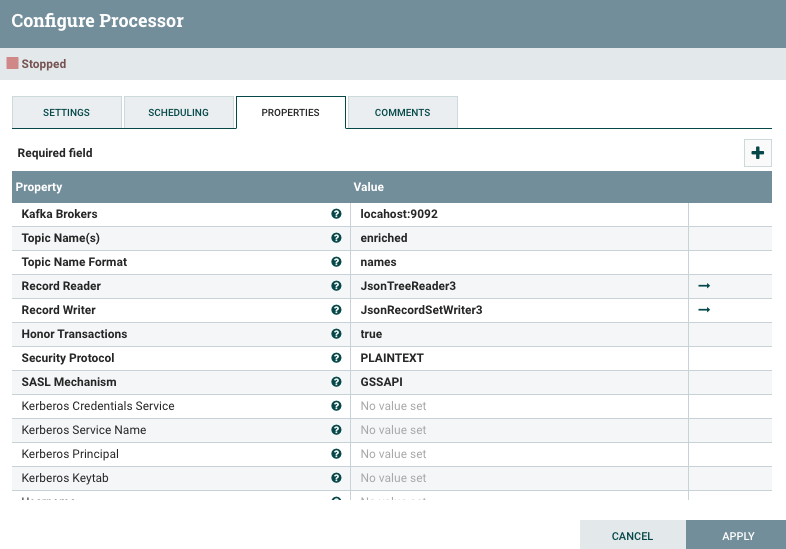 Configure Processor
Stopped
SETTINGS SCHEDULING PROPERTIES COMMENTS
Required field
Property Value
Kafka Brokers locahost:9092
Topic Name(s) enriched
Topic Name Format names
Record Reader JsonTreeReader3
Record Writer JsonRecordSetWriter3
Honor Transactions true
Security Protocol PLAINTEXT
SASL Mechanism GSSAPI
Kerberos Credentials Service No value set
Kerberos Service Name No value set
Kerberos Principal No value set
Kerberos Keytab No value set
CANCEL APPLY